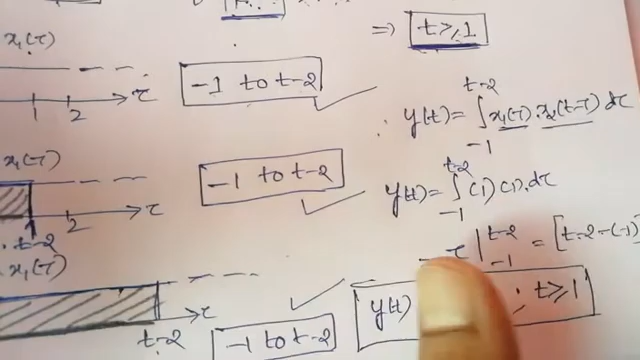 x₁(τ)
⇒ t ≥ 1
1 2 τ
-1 to t-2
∴ y(t) = ∫₋₁^(t-2) x₁(τ).x₂(t-τ) dτ
x₁(τ)
-1 to t-2
y(t) = ∫₋₁^(t-2) (1)(1).dτ
2 τ
t-2
x₁(τ)
τ |₋₁^(t-2) = [t-2-(-1)]
τ
t-2
-1 to t-2
y(t) ; t ≥ 1